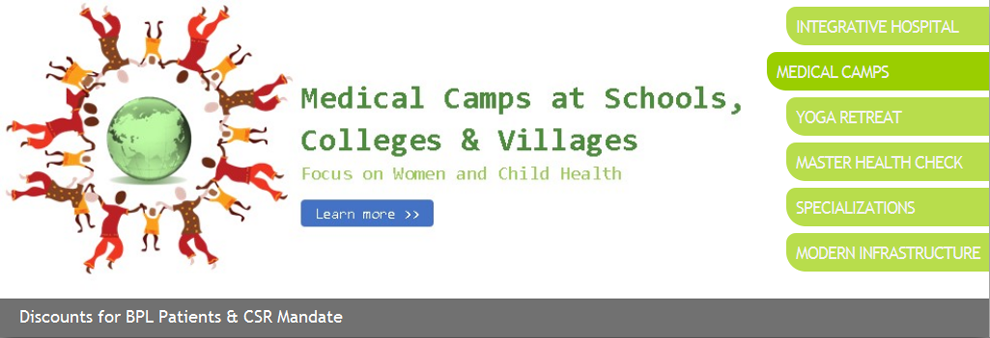 Medical Camps at Schools,
Colleges & Villages
Focus on Women and Child Health
Learn more >>
INTEGRATIVE HOSPITAL
MEDICAL CAMPS
YOGA RETREAT
MASTER HEALTH CHECK
SPECIALIZATIONS
MODERN INFRASTRUCTURE
Discounts for BPL Patients & CSR Mandate